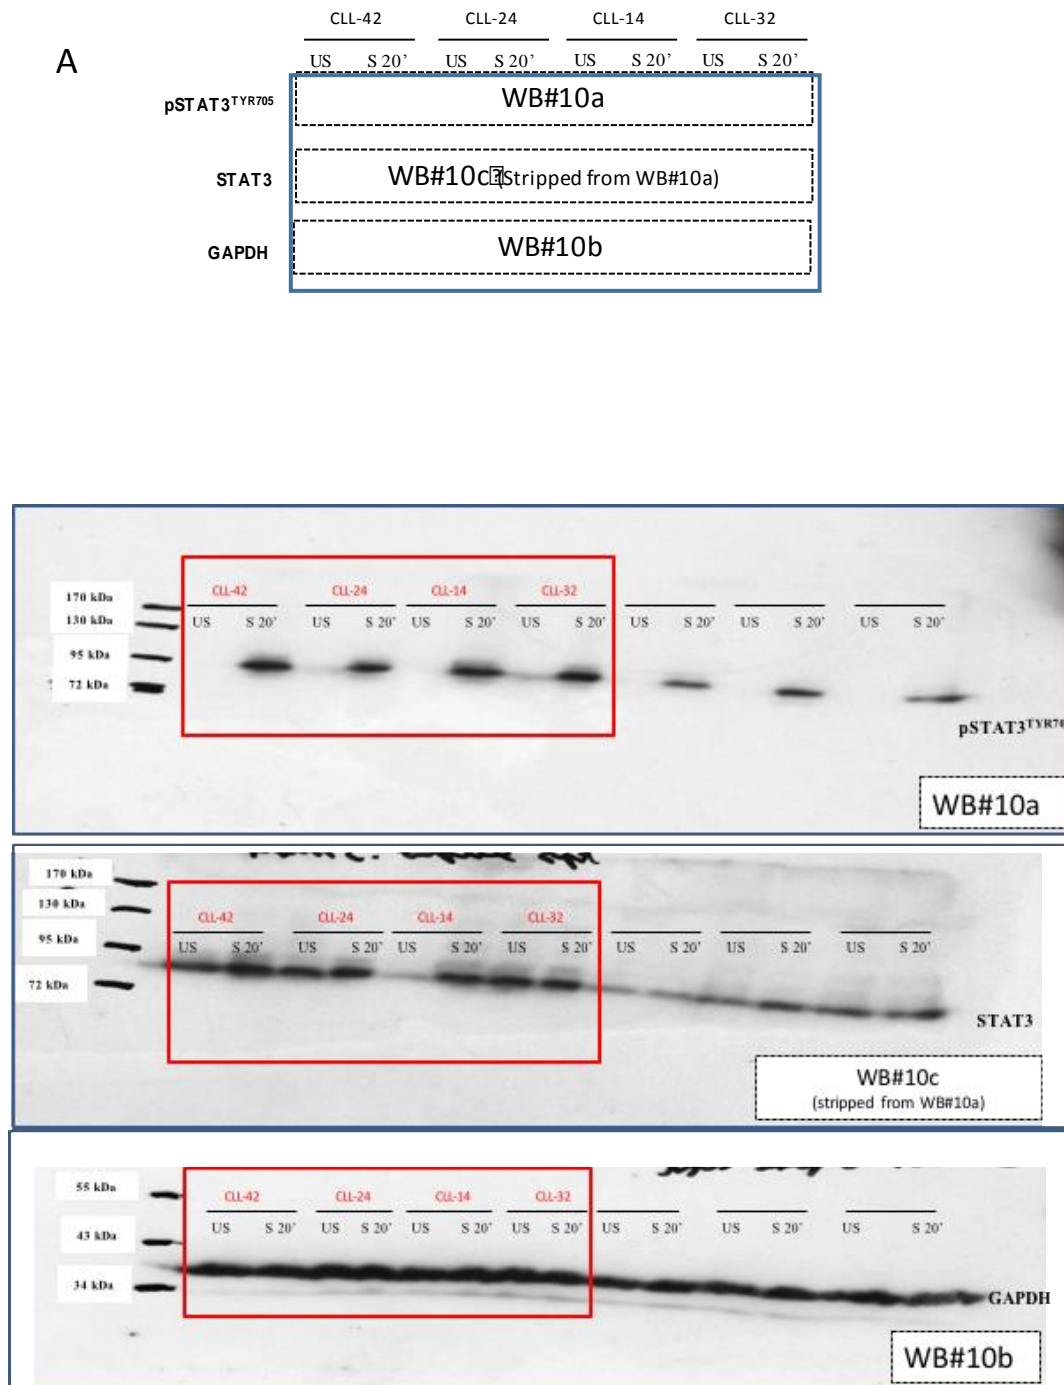 CLL-42 CLL-24 CLL-14 CLL-32
A
US S 20’ US S 20’ US S 20’ US S 20’
pSTAT3TYR705 WB#10a
STAT3 WB#10c (Stripped from WB#10a)
GAPDH WB#10b
CLL-42 CLL-24 CLL-14 CLL-32
170 kDa
130 kDa US S 20’ US S 20’ US S 20’ US S 20’ US S 20’ US S 20’ US S 20’
95 kDa
72 kDa
pSTAT3TYR70
WB#10a
170 kDa
130 kDa
CLL-42 CLL-24 CLL-14 CLL-32
95 kDa US S 20’ US S 20’ US S 20’ US S 20’ US S 20’ US S 20’ US S 20’
72 kDa
STAT3
WB#10c
(stripped from WB#10a)
55 kDa
CLL-42 CLL-24 CLL-14 CLL-32
43 kDa US S 20’ US S 20’ US S 20’ US S 20’ US S 20’ US S 20’ US S 20’
34 kDa
GAPDH
WB#10b